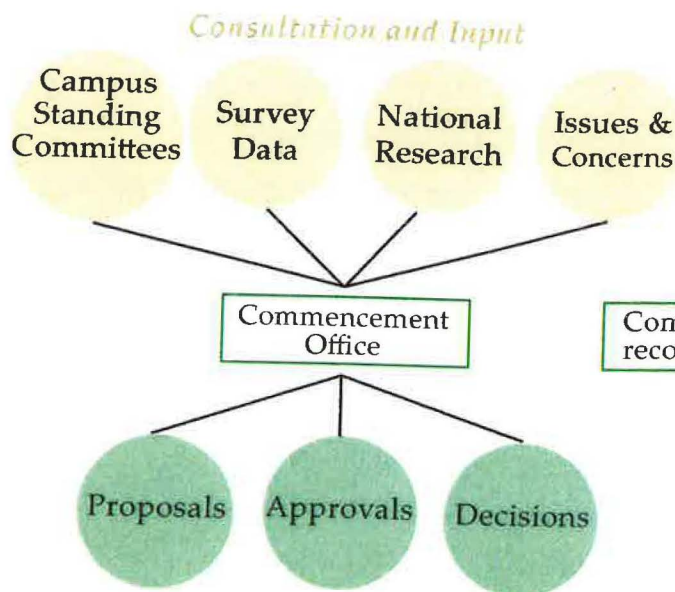 Consultation and Input
Campus
Standing
Committees
Survey
Data
National
Research
Issues &
Concerns
Commencement
Office
Proposals
Approvals
Decisions